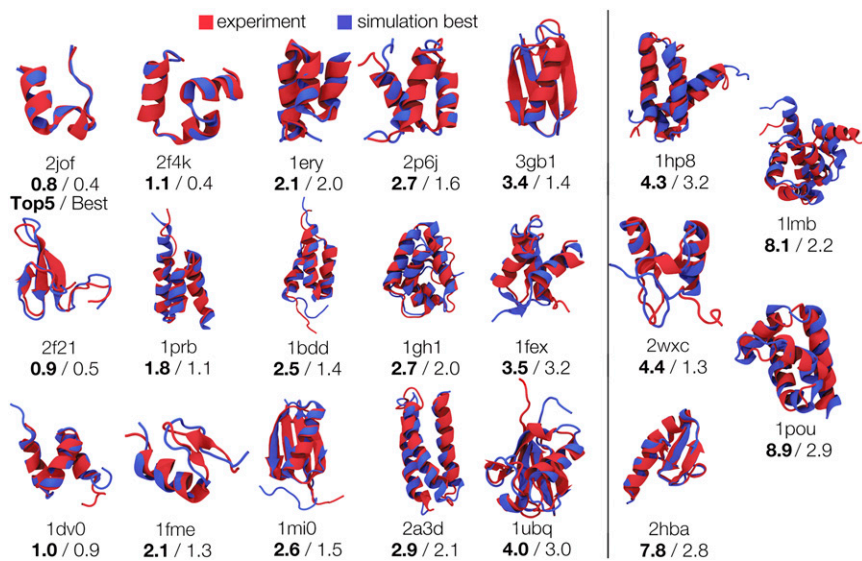 experiment simulation best
2jof
0.8 / 0.4
Top5 / Best
2f4k
1.1 / 0.4
1ery
2.1 / 2.0
2p6j
2.7 / 1.6
3gb1
3.4 / 1.4
1hp8
4.3 / 3.2
1lmb
8.1 / 2.2
2f21
0.9 / 0.5
1prb
1.8 / 1.1
1bdd
2.5 / 1.4
1gh1
2.7 / 2.0
1fex
3.5 / 3.2
2wxc
4.4 / 1.3
1pou
8.9 / 2.9
1dv0
1.0 / 0.9
1fme
2.1 / 1.3
1mi0
2.6 / 1.5
2a3d
2.9 / 2.1
1ubq
4.0 / 3.0
2hba
7.8 / 2.8